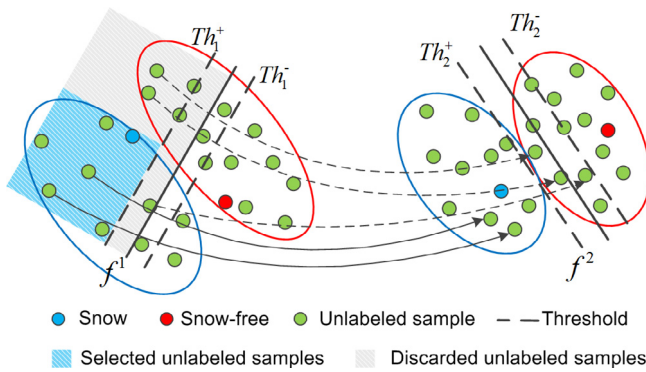 Th₁⁺
Th₁⁻
Th₂⁺
Th₂⁻
f¹
f²
Snow
Snow-free
Unlabeled sample
Threshold
Selected unlabeled samples
Discarded unlabeled samples